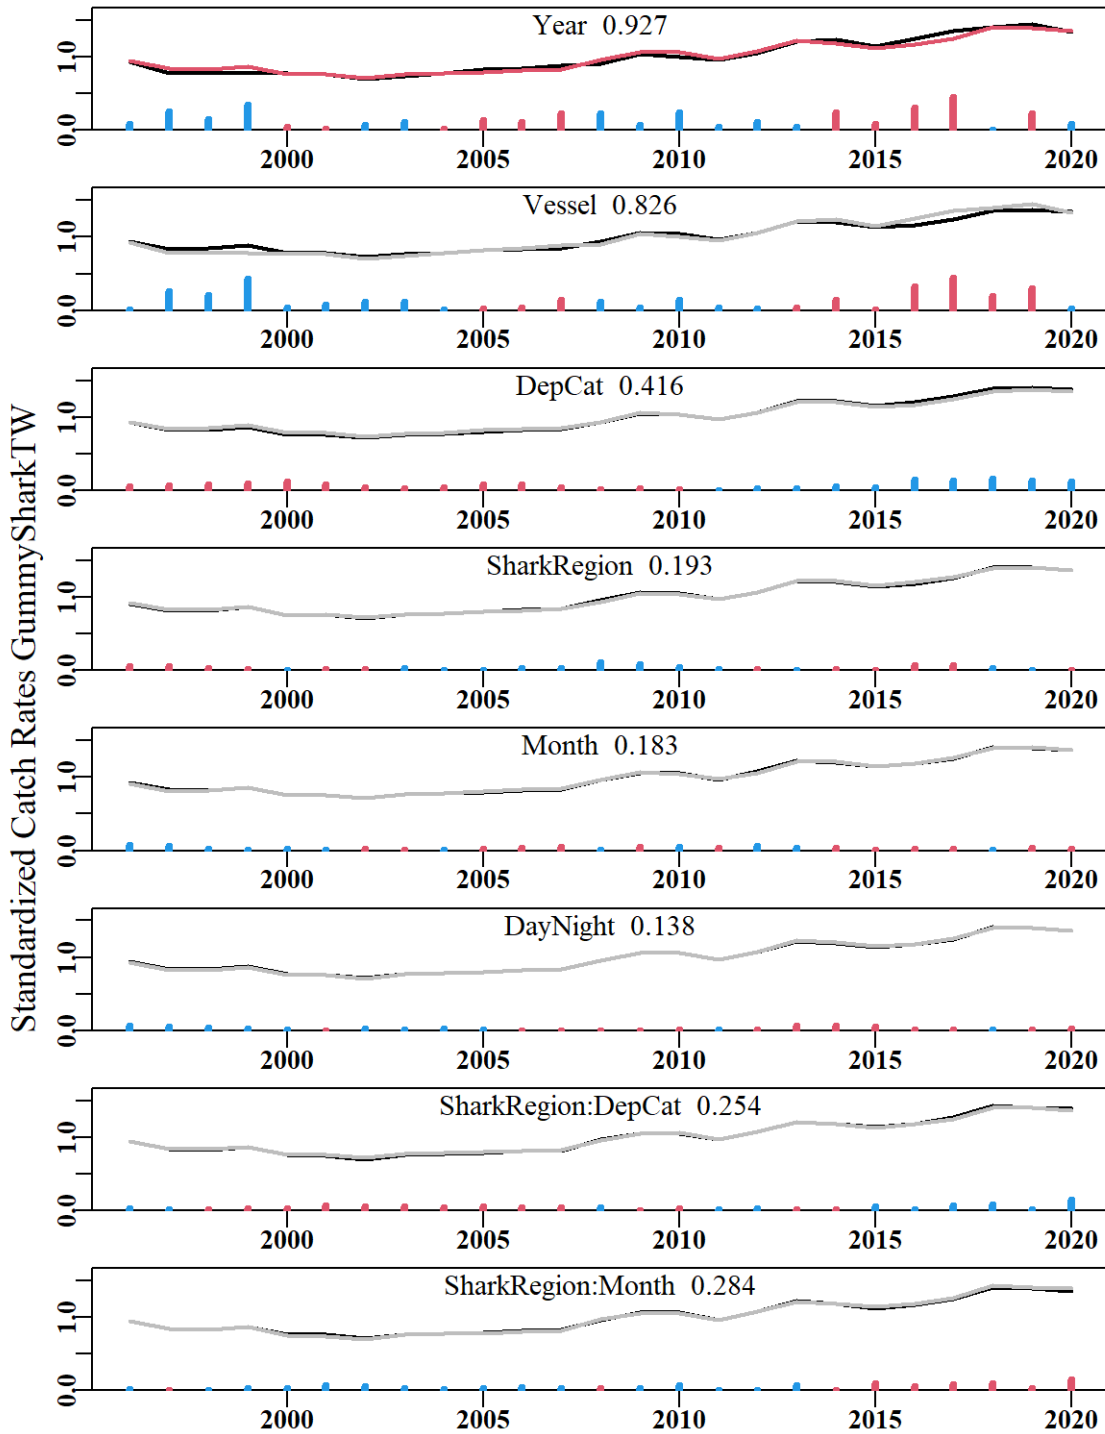 Standardized Catch Rates GummySharkTW
Year 0.927
0.0 1.0
2000 2005 2010 2015 2020
Vessel 0.826
0.0 1.0
2000 2005 2010 2015 2020
DepCat 0.416
0.0 1.0
2000 2005 2010 2015 2020
SharkRegion 0.193
0.0 1.0
2000 2005 2010 2015 2020
Month 0.183
0.0 1.0
2000 2005 2010 2015 2020
DayNight 0.138
0.0 1.0
2000 2005 2010 2015 2020
SharkRegion:DepCat 0.254
0.0 1.0
2000 2005 2010 2015 2020
SharkRegion:Month 0.284
0.0 1.0
2000 2005 2010 2015 2020